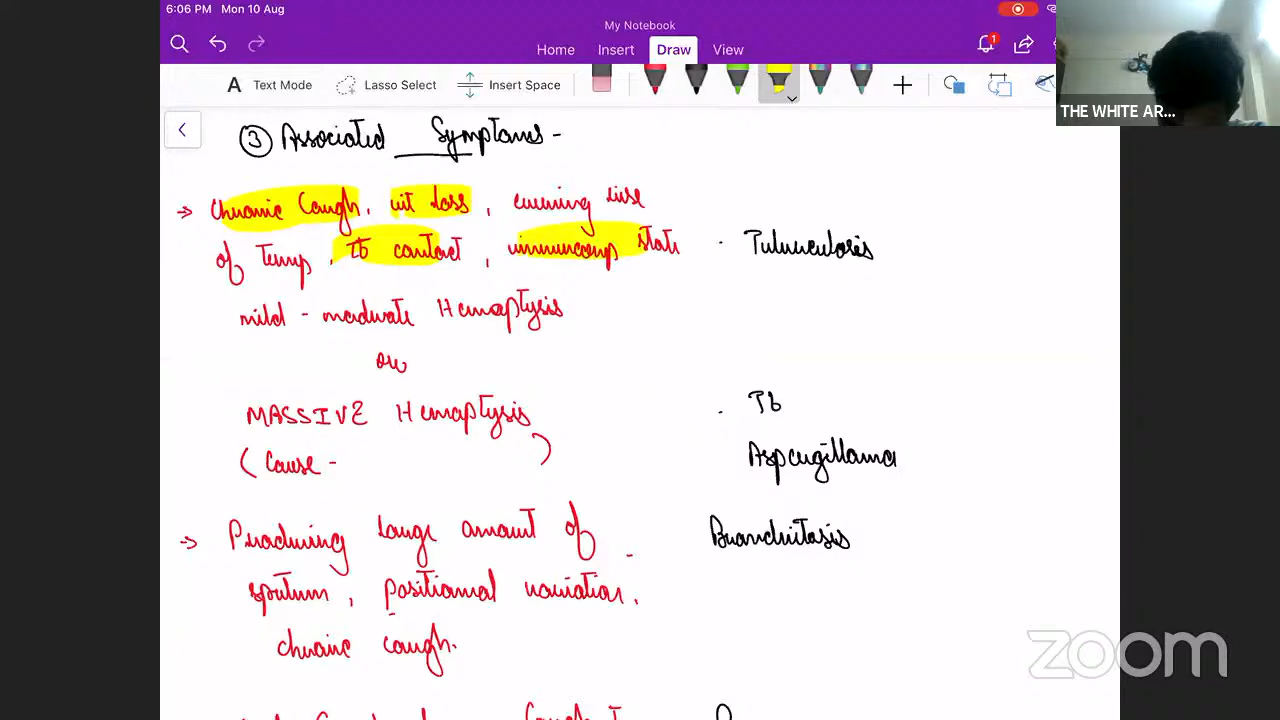 6:06 PM Mon 10 Aug
My Notebook
Home Insert Draw View
1
A Text Mode Lasso Select Insert Space
THE WHITE AR...
③ Associated Symptoms -
→ Chronic Cough, wt loss, evening rise
of Temp, Tb contact, immunocomp state . Tuberculosis
mild - moderate Hemoptysis
or
MASSIVE Hemoptysis . Tb
(Cause - ) Aspergilloma
→ Producing large amount of - Bronchitasis
sputum, positional variation,
chronic cough.
zoom